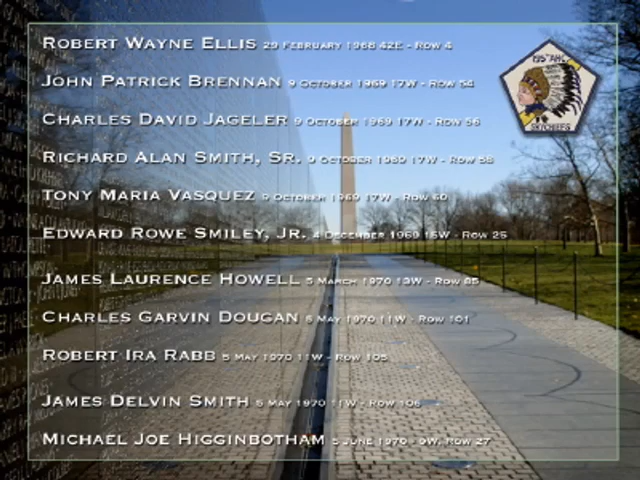 Robert Wayne Ellis 29 February 1968 42E - Row 4
195TH AHC
John Patrick Brennan 9 October 1969 17W - Row 54
Charles David Jageler 9 October 1969 17W - Row 56
Skychiefs
Richard Alan Smith, Sr. 9 October 1969 17W - Row 58
Tony Maria Vasquez 9 October 1969 17W - Row 60
Edward Rowe Smiley, Jr. 4 December 1969 15W - Row 25
James Laurence Howell 5 March 1970 13W - Row 85
Charles Garvin Dougan 5 May 1970 11W - Row 101
Robert Ira Rabb 5 May 1970 11W - Row 105
James Delvin Smith 5 May 1970 11W - Row 106
Michael Joe Higginbotham 5 June 1970 - 9W, Row 27